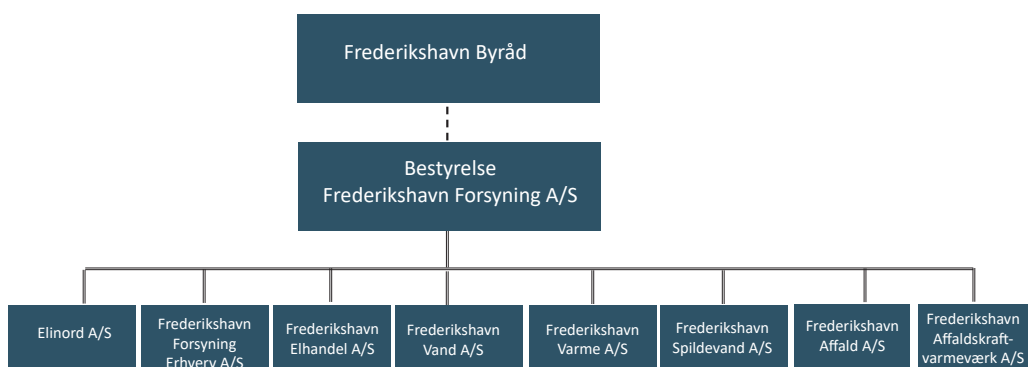 Frederikshavn Byråd
Bestyrelse
Frederikshavn Forsyning A/S
Elinord A/S
Frederikshavn
Forsyning
Erhverv A/S
Frederikshavn
Elhandel A/S
Frederikshavn
Vand A/S
Frederikshavn
Varme A/S
Frederikshavn
Spildevand A/S
Frederikshavn
Affald A/S
Frederikshavn
Affaldskraft-
varmeværk A/S